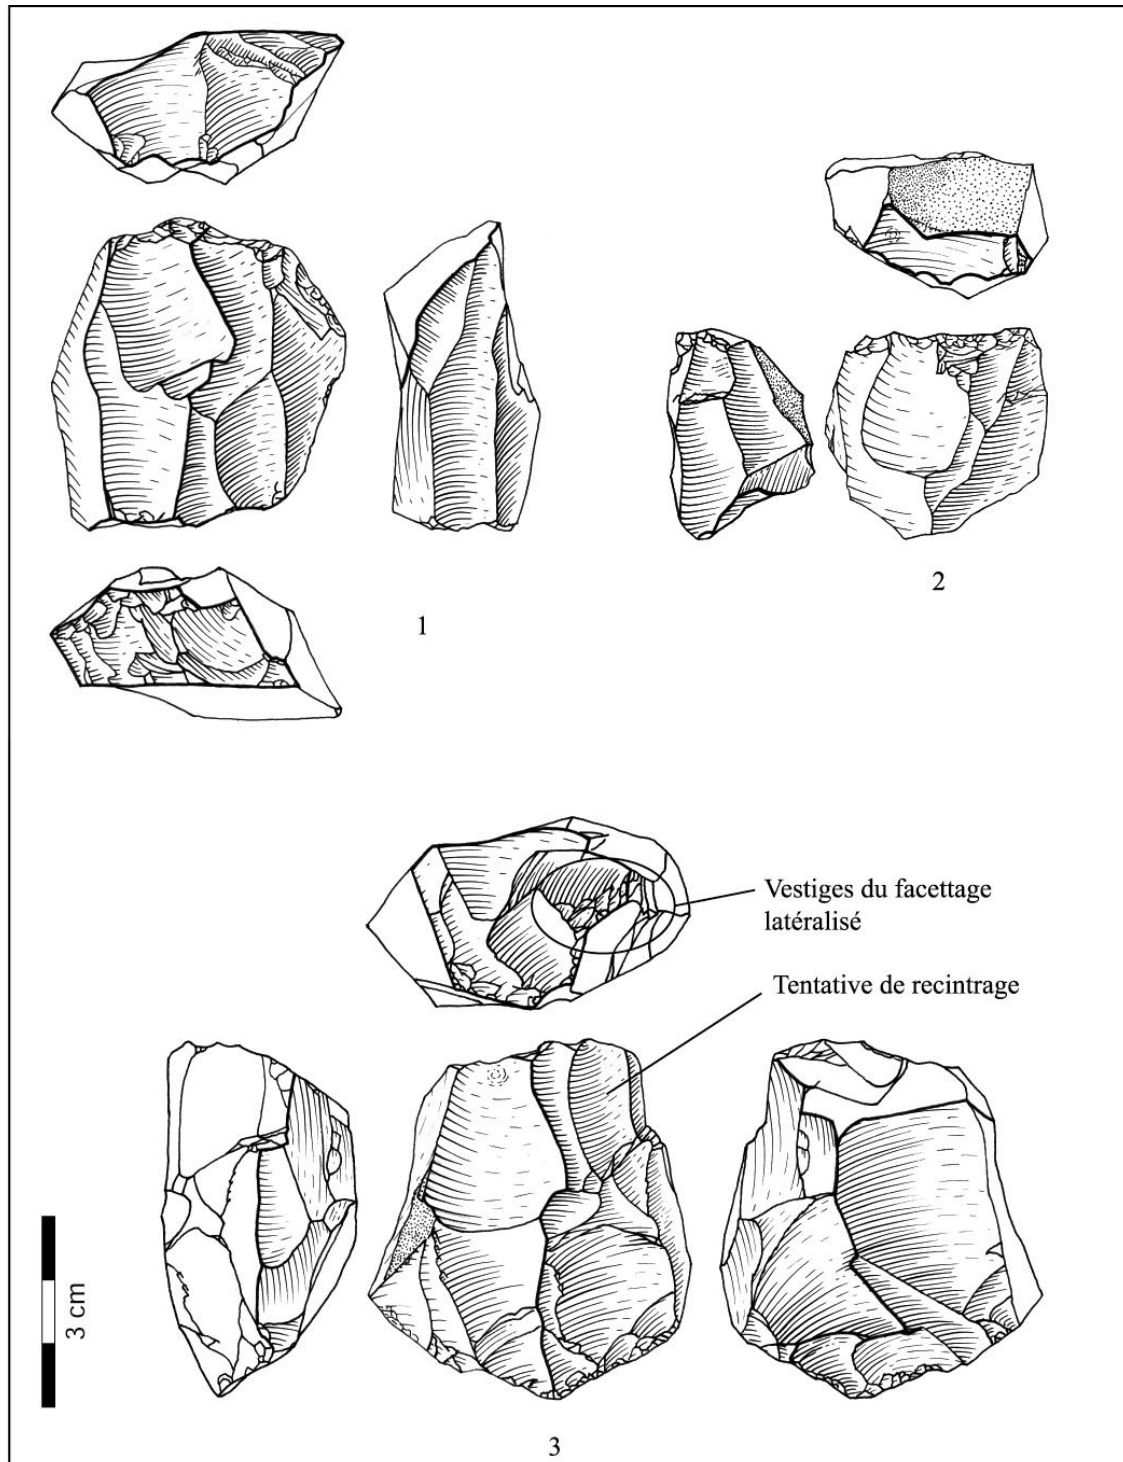 1
2
Vestiges du facettage
latéralisé
Tentative de recintrage
3 cm
3